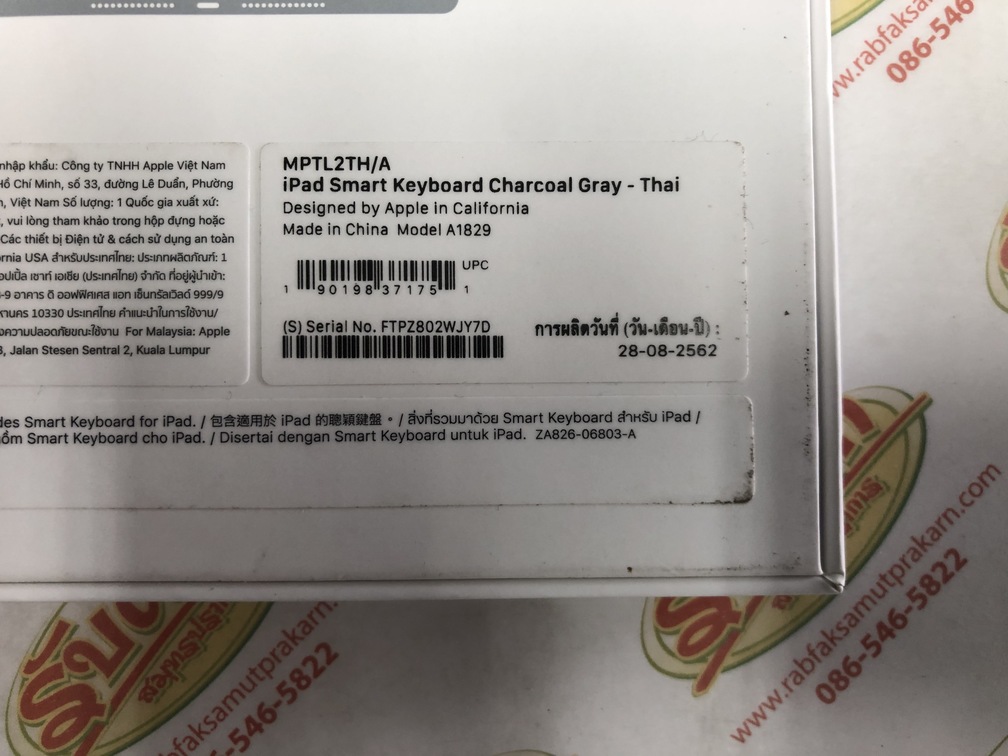 www.rabfaksa
086-546
nhập khẩu: Công ty TNHH Apple Việt Nam
Hồ Chí Minh, số 33, đường Lê Duẩn, Phường
, Việt Nam Số lượng: 1 Quốc gia xuất xứ:
, vui lòng tham khảo trong hộp đựng hoặc
Các thiết bị Điện tử & cách sử dụng an toàn
ornia USA สำหรับประเทศไทย: ประเภทผลิตภัณฑ์: 1
อปเปิ้ล เซาท์ เอเชีย (ประเทศไทย) จำกัด ที่อยู่ผู้นำเข้า:
-9 อาคาร ดิ ออฟฟิศเศส แอท เซ็นทรัลเวิลด์ 999/9
หานคร 10330 ประเทศไทย คำแนะนำในการใช้งาน/
งความปลอดภัยขณะใช้งาน For Malaysia: Apple
3, Jalan Stesen Sentral 2, Kuala Lumpur
MPTL2TH/A
iPad Smart Keyboard Charcoal Gray - Thai
Designed by Apple in California
Made in China Model A1829
UPC
1 90198 37175 1
(S) Serial No. FTPZ802WJY7D
การผลิตวันที่ (วัน-เดือน-ปี) :
28-08-2562
des Smart Keyboard for iPad. / 包含適用於 iPad 的聰穎鍵盤。/ สิ่งที่รวมมาด้วย Smart Keyboard สำหรับ iPad /
gồm Smart Keyboard cho iPad. / Disertai dengan Smart Keyboard untuk iPad. ZA826-06803-A
www.rabfaksamutprakarn.com
086-546-5822
bfaksamutprakarn.
6-546-5822